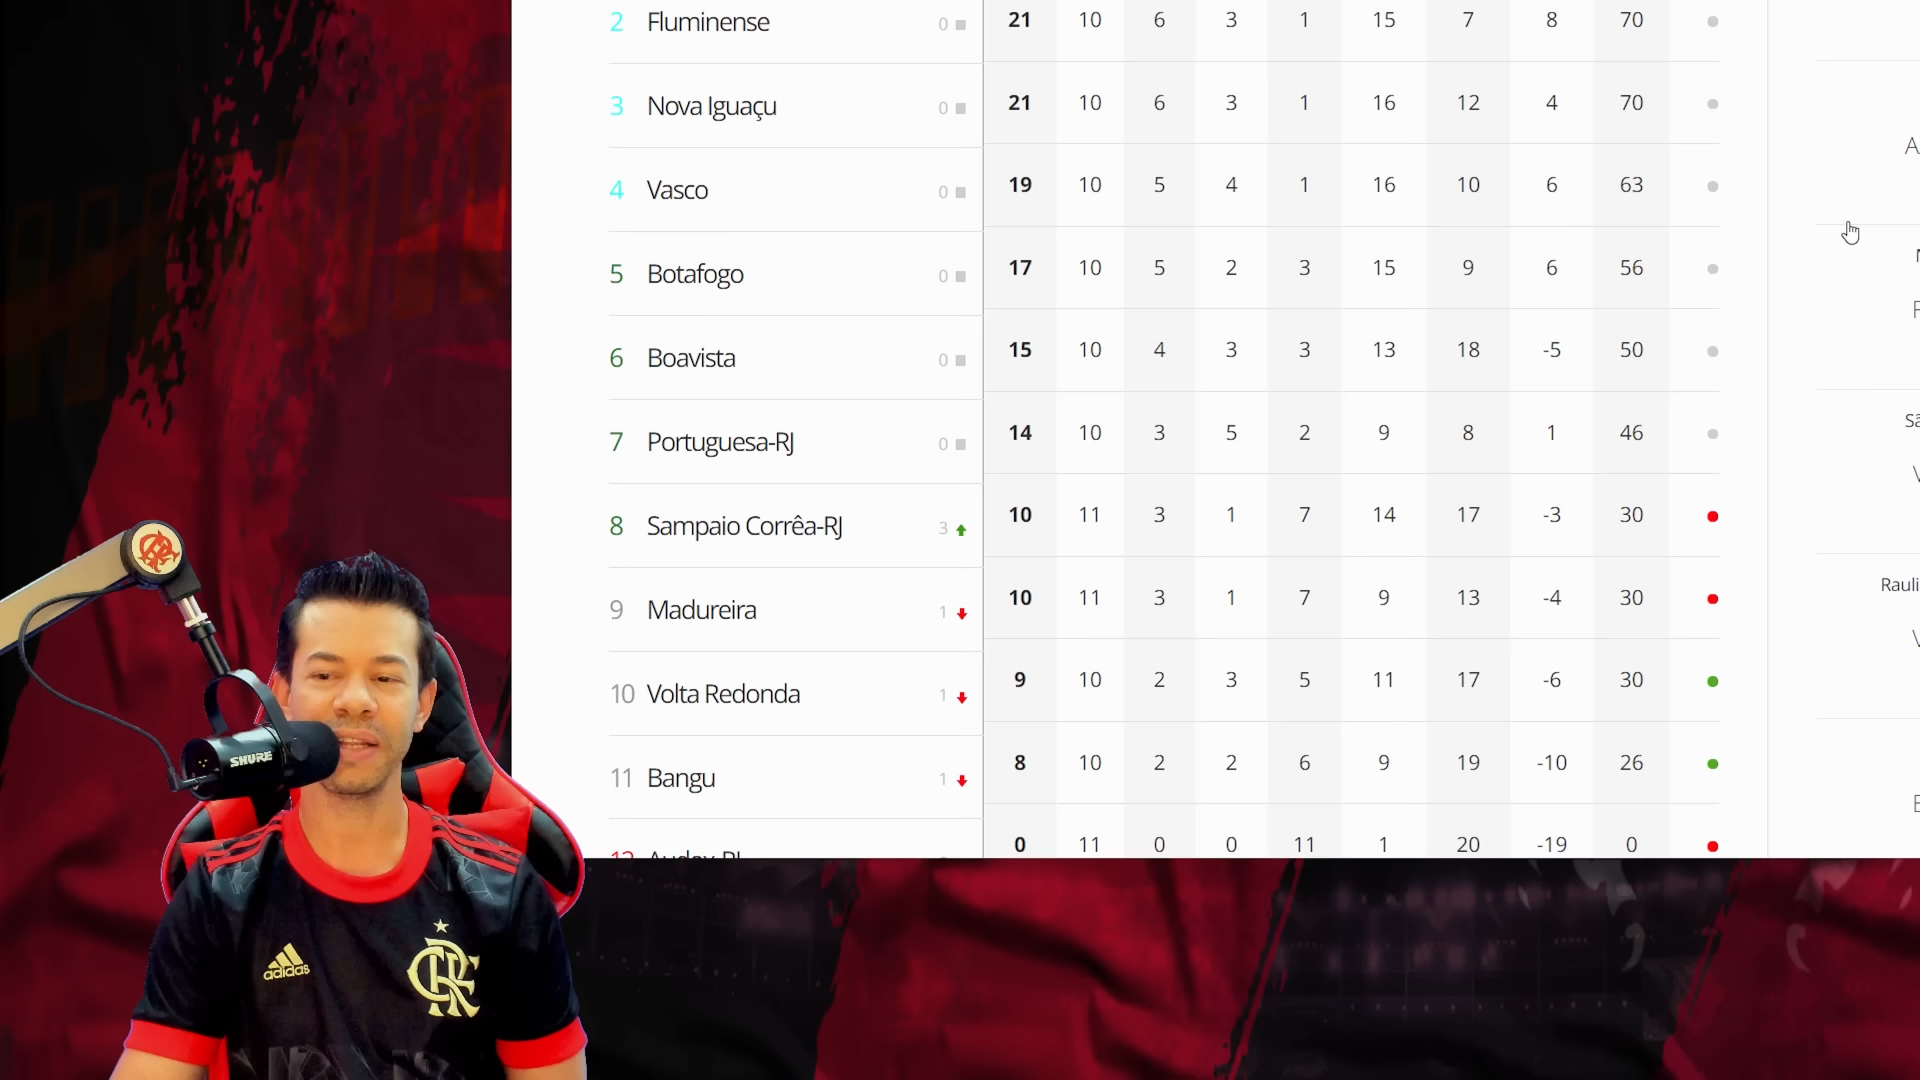 2 Fluminense 0 21 10 6 3 1 15 7 8 70
3 Nova Iguaçu 0 21 10 6 3 1 16 12 4 70
A
4 Vasco 0 19 10 5 4 1 16 10 6 63
5 Botafogo 0 17 10 5 2 3 15 9 6 56
6 Boavista 0 15 10 4 3 3 13 18 -5 50
7 Portuguesa-RJ 0 14 10 3 5 2 9 8 1 46
8 Sampaio Corrêa-RJ 3 10 11 3 1 7 14 17 -3 30
Rauli
9 Madureira 1 10 11 3 1 7 9 13 -4 30
10 Volta Redonda 1 9 10 2 3 5 11 17 -6 30
11 Bangu 1 8 10 2 2 6 9 19 -10 26
0 11 0 0 11 1 20 -19 0
SHURE
adidas
CRF